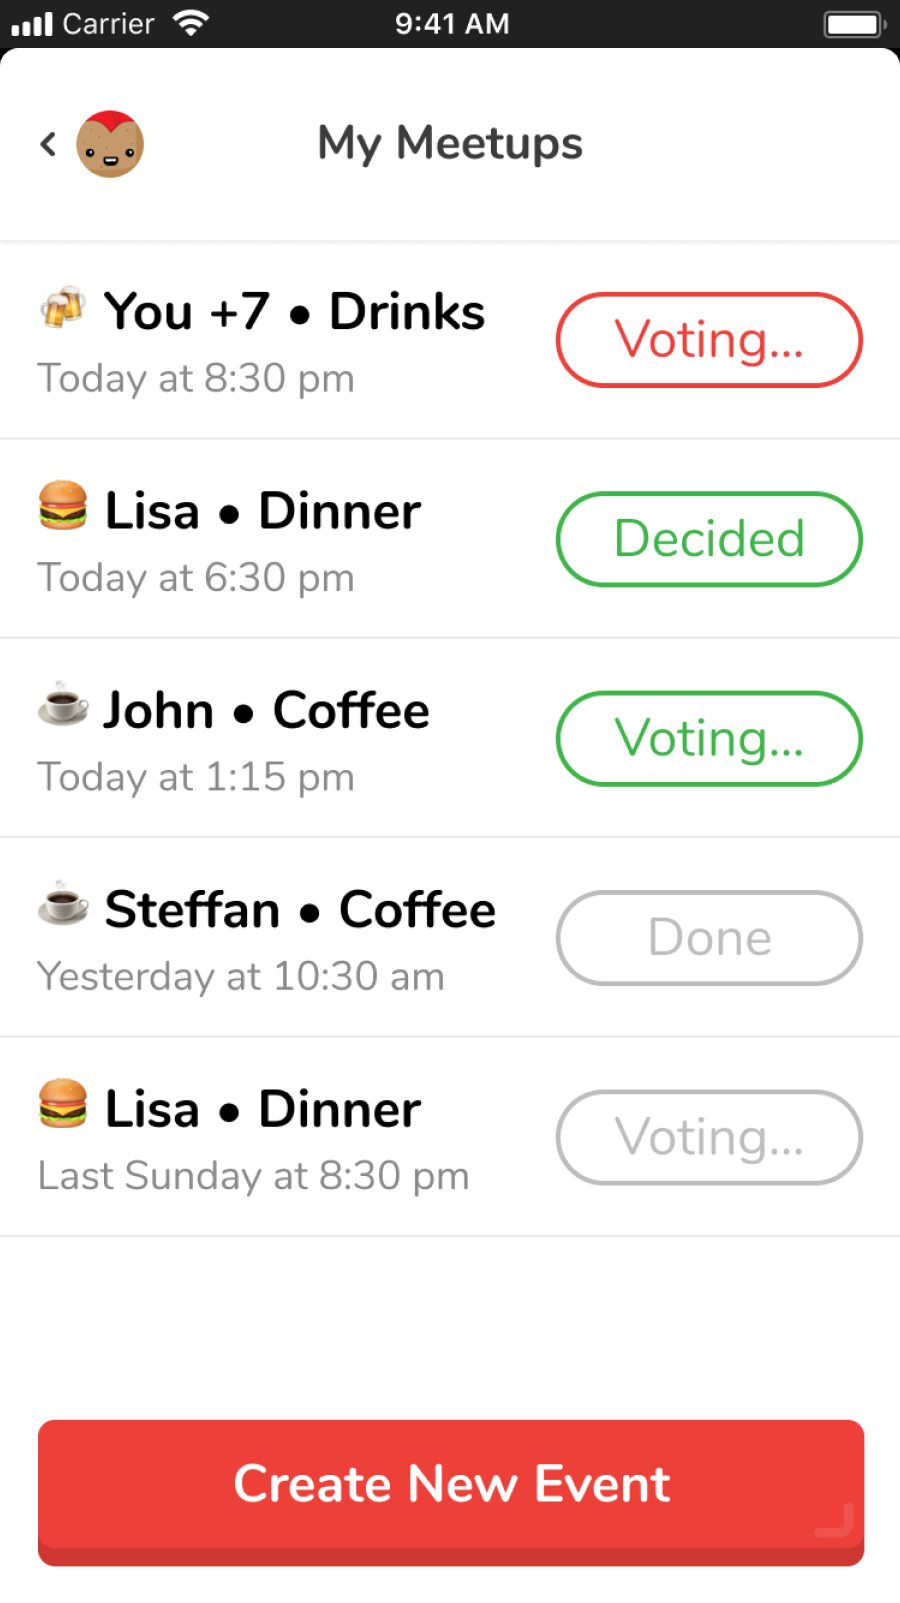 Carrier 9:41 AM
My Meetups
You +7 • Drinks
Today at 8:30 pm
Voting...
Lisa • Dinner
Today at 6:30 pm
Decided
John • Coffee
Today at 1:15 pm
Voting...
Steffan • Coffee
Yesterday at 10:30 am
Done
Lisa • Dinner
Last Sunday at 8:30 pm
Voting...
Create New Event